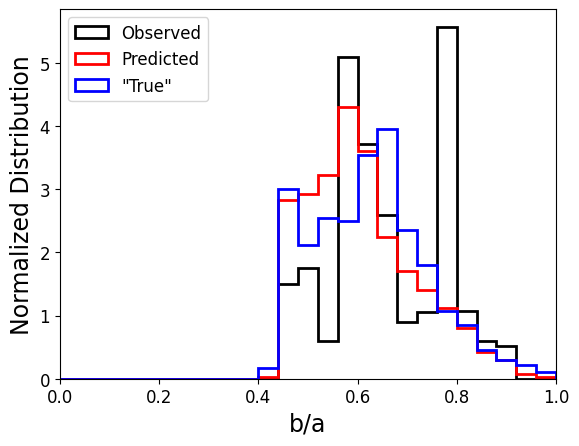 Observed
Predicted
"True"
Normalized Distribution
5
4
3
2
1
0
0.0 0.2 0.4 0.6 0.8 1.0
b/a